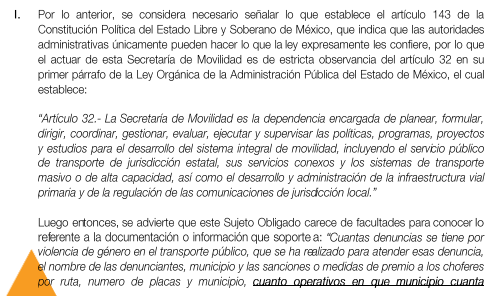 I. Por lo anterior, se considera necesario señalar lo que establece el artículo 143 de la
Constitución Política del Estado Libre y Soberano de México, que indica que las autoridades
administrativas únicamente pueden hacer lo que la ley expresamente les confiere, por lo que
el actuar de esta Secretaría de Movilidad es de estricta observancia del artículo 32 en su
primer párrafo de la Ley Orgánica de la Administración Pública del Estado de México, el cual
establece:
“Artículo 32.- La Secretaría de Movilidad es la dependencia encargada de planear, formular,
dirigir, coordinar, gestionar, evaluar, ejecutar y supervisar las políticas, programas, proyectos
y estudios para el desarrollo del sistema integral de movilidad, incluyendo el servicio público
de transporte de jurisdicción estatal, sus servicios conexos y los sistemas de transporte
masivo o de alta capacidad, así como el desarrollo y administración de la infraestructura vial
primaria y de la regulación de las comunicaciones de jurisdicción local.”
Luego entonces, se advierte que este Sujeto Obligado carece de facultades para conocer lo
referente a la documentación o información que soporte a: “Cuantas denuncias se tiene por
violencia de género en el transporte público, que se ha realizado para atender esas denuncia,
el nombre de las denunciantes, municipio y las sanciones o medidas de premio a los choferes
por ruta, numero de placas y municipio, cuanto operativos en que municipio cuanta